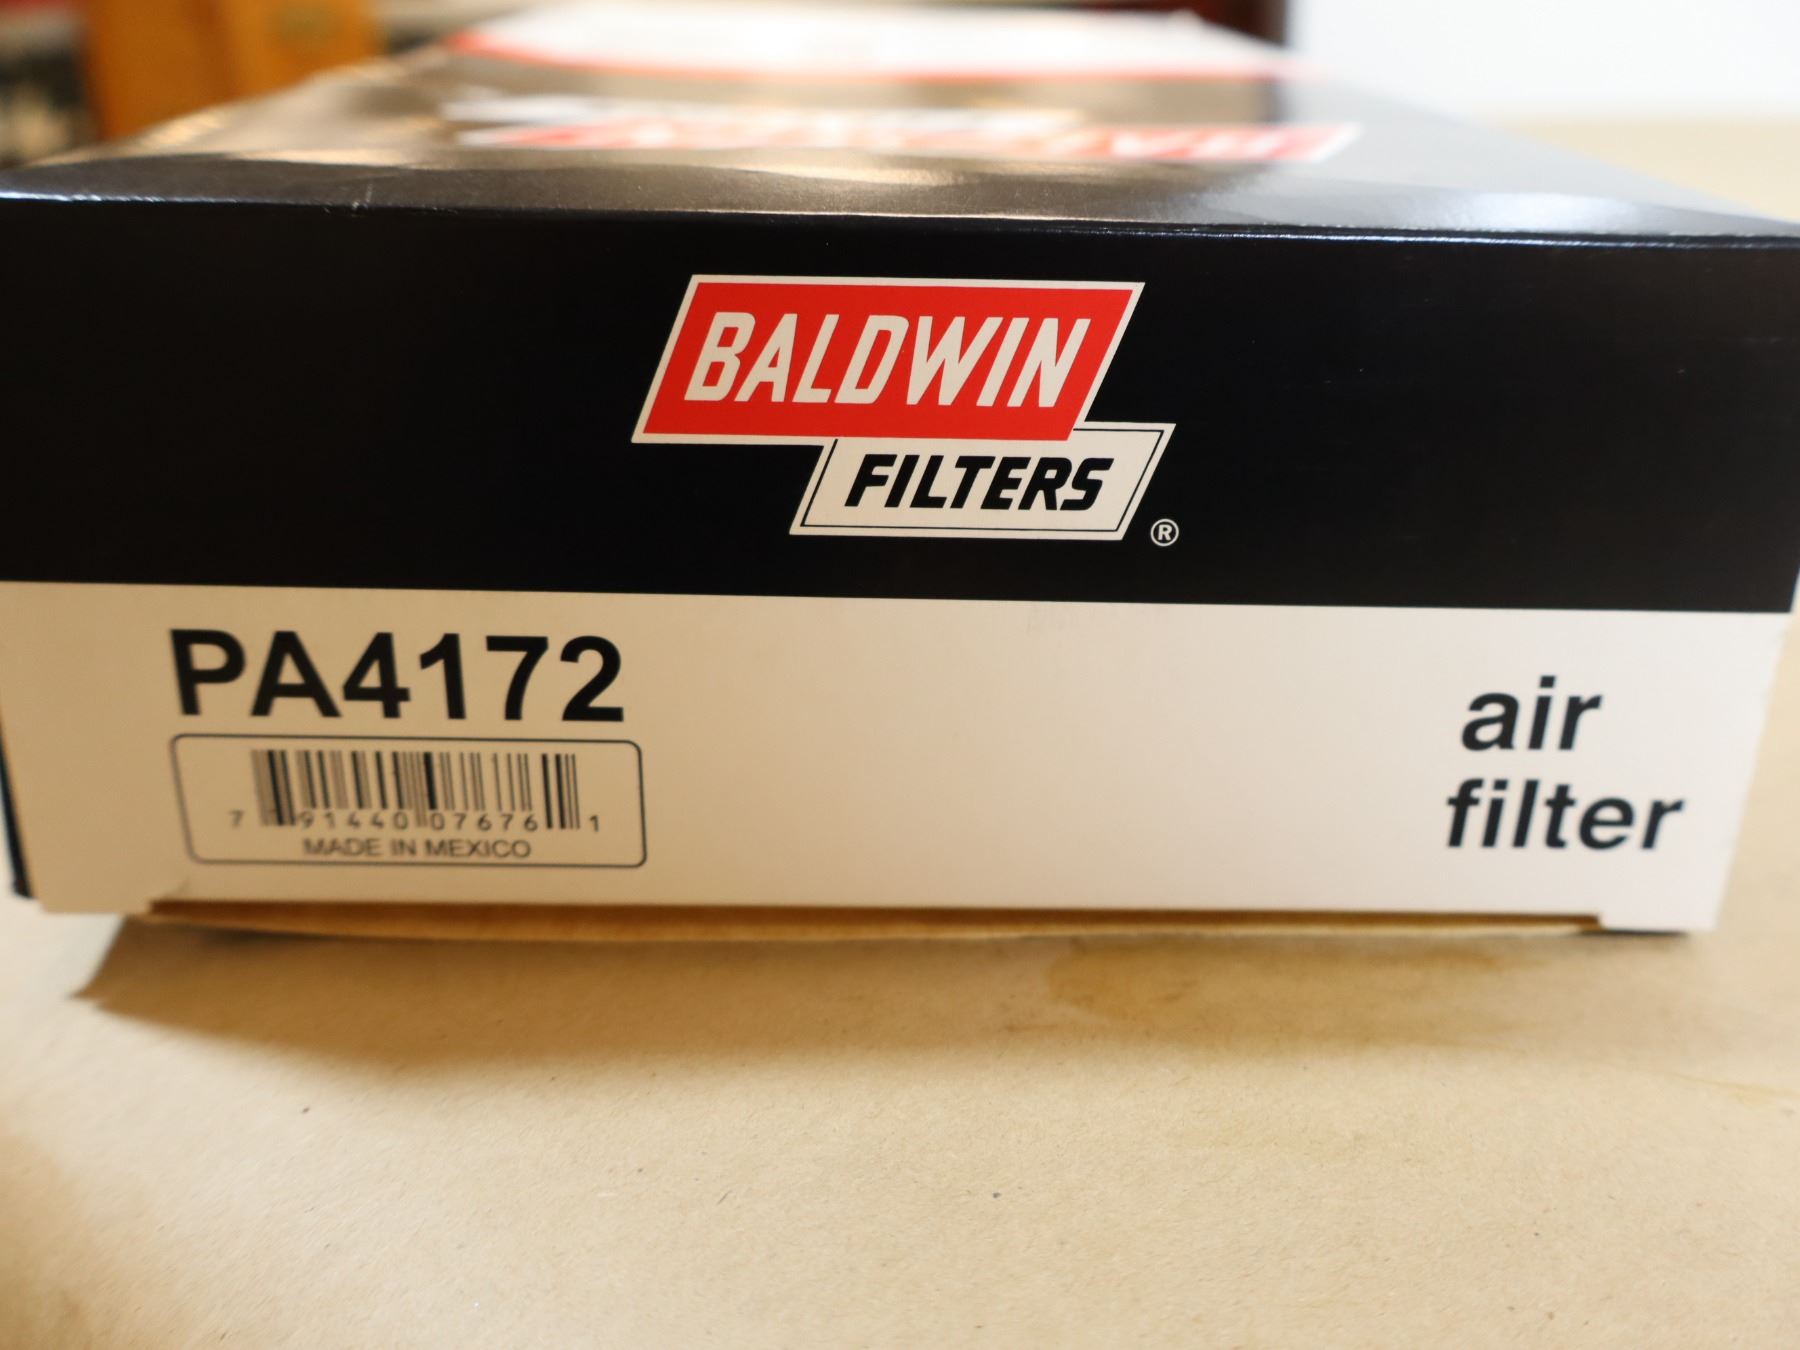 BALDWIN
FILTERS
®
PA4172
7 91440 07676 1
MADE IN MEXICO
air
filter